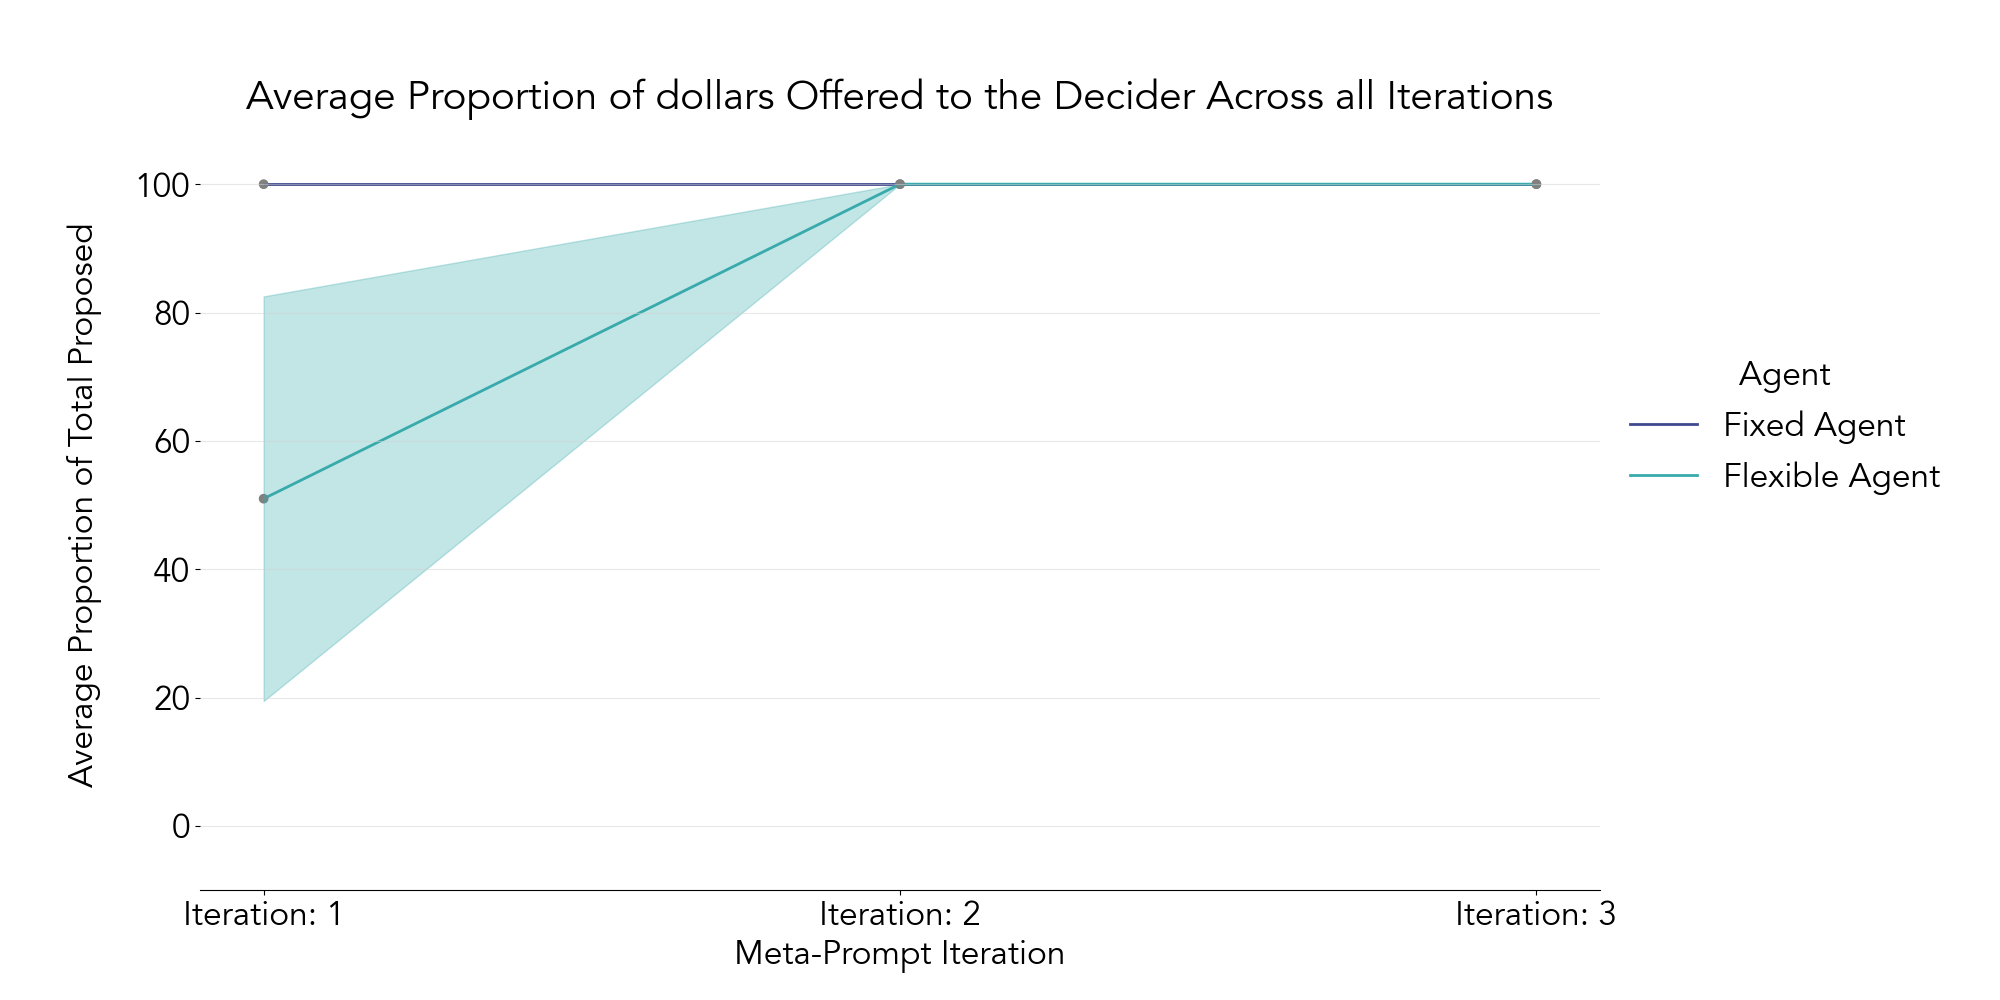 Average Proportion of dollars Offered to the Decider Across all Iterations
Average Proportion of Total Proposed
100
80
60
40
20
0
Iteration: 1
Iteration: 2
Iteration: 3
Meta-Prompt Iteration
Agent
Fixed Agent
Flexible Agent